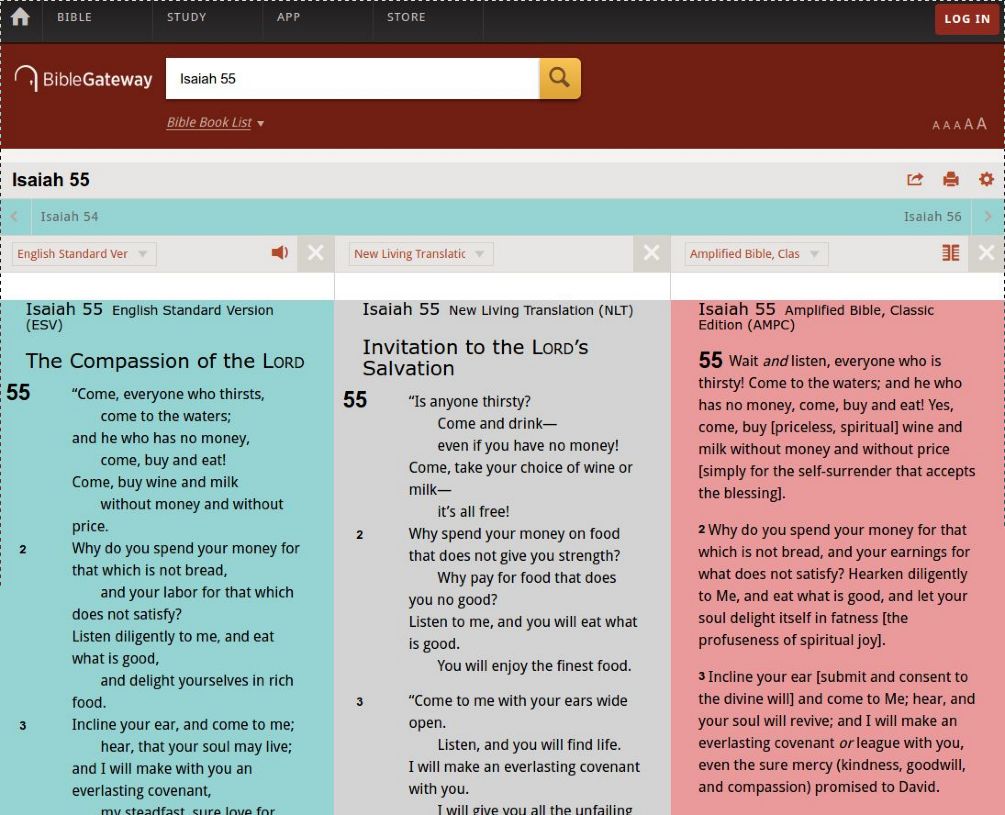 BIBLE STUDY APP STORE LOG IN
BibleGateway Isaiah 55
Bible Book List
A A A A A
Isaiah 55
Isaiah 54 Isaiah 56
English Standard Ver New Living Translatic Amplified Bible, Clas
Isaiah 55 English Standard Version
(ESV)
The Compassion of the LORD
55 “Come, everyone who thirsts,
come to the waters;
and he who has no money,
come, buy and eat!
Come, buy wine and milk
without money and without
price.
2 Why do you spend your money for
that which is not bread,
and your labor for that which
does not satisfy?
Listen diligently to me, and eat
what is good,
and delight yourselves in rich
food.
3 Incline your ear, and come to me;
hear, that your soul may live;
and I will make with you an
everlasting covenant,
my steadfast, sure love for
Isaiah 55 New Living Translation (NLT)
Invitation to the LORD’s
Salvation
55 “Is anyone thirsty?
Come and drink—
even if you have no money!
Come, take your choice of wine or
milk—
it’s all free!
2 Why spend your money on food
that does not give you strength?
Why pay for food that does
you no good?
Listen to me, and you will eat what
is good.
You will enjoy the finest food.
3 “Come to me with your ears wide
open.
Listen, and you will find life.
I will make an everlasting covenant
with you.
I will give you all the unfailing
Isaiah 55 Amplified Bible, Classic
Edition (AMPC)
55 Wait and listen, everyone who is
thirsty! Come to the waters; and he who
has no money, come, buy and eat! Yes,
come, buy [priceless, spiritual] wine and
milk without money and without price
[simply for the self-surrender that accepts
the blessing].
2 Why do you spend your money for that
which is not bread, and your earnings for
what does not satisfy? Hearken diligently
to Me, and eat what is good, and let your
soul delight itself in fatness [the
profuseness of spiritual joy].
3 Incline your ear [submit and consent to
the divine will] and come to Me; hear, and
your soul will revive; and I will make an
everlasting covenant or league with you,
even the sure mercy (kindness, goodwill,
and compassion) promised to David.